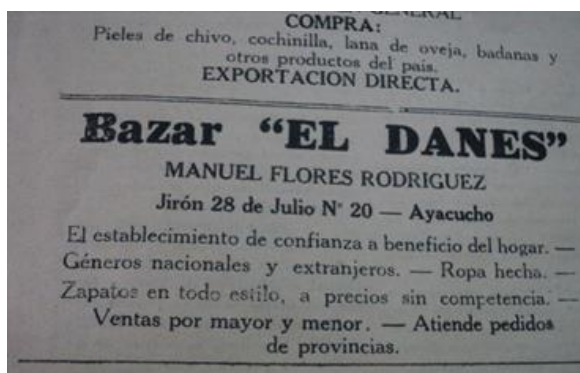 GENERAL
COMPRA:
Pieles de chivo, cochinilla, lana de oveja, badanas y
otros productos del país.
EXPORTACION DIRECTA.
Bazar “EL DANES”
MANUEL FLORES RODRIGUEZ
Jirón 28 de Julio Nº 20 — Ayacucho
El establecimiento de confianza a beneficio del hogar. —
Géneros nacionales y extranjeros. — Ropa hecha. —
Zapatos en todo estilo, a precios sin competencia. —
Ventas por mayor y menor. — Atiende pedidos
de provincias.